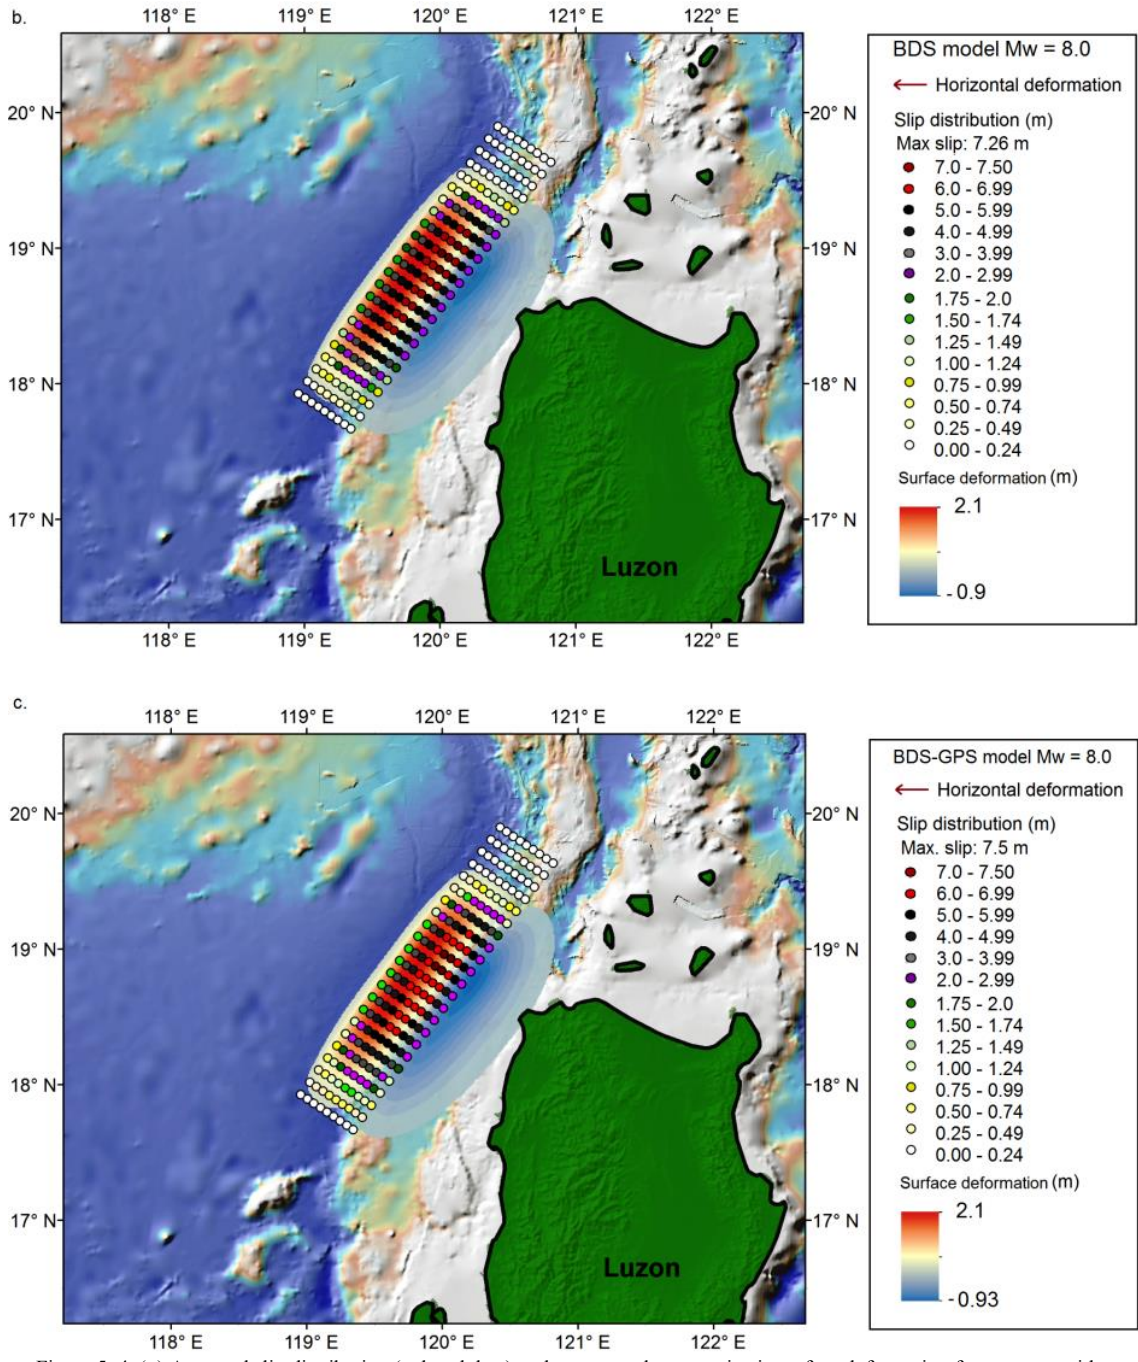 b.
118° E 119° E 120° E 121° E 122° E
20° N 20° N
19° N 19° N
18° N 18° N
17° N 17° N
Luzon
118° E 119° E 120° E 121° E 122° E
BDS model Mw = 8.0
Horizontal deformation
Slip distribution (m)
Max slip: 7.26 m
7.0 - 7.50
6.0 - 6.99
5.0 - 5.99
4.0 - 4.99
3.0 - 3.99
2.0 - 2.99
1.75 - 2.0
1.50 - 1.74
1.25 - 1.49
1.00 - 1.24
0.75 - 0.99
0.50 - 0.74
0.25 - 0.49
0.00 - 0.24
Surface deformation (m)
2.1
- 0.9
c.
118° E 119° E 120° E 121° E 122° E
20° N 20° N
19° N 19° N
18° N 18° N
17° N 17° N
Luzon
118° E 119° E 120° E 121° E 122° E
BDS-GPS model Mw = 8.0
Horizontal deformation
Slip distribution (m)
Max. slip: 7.5 m
7.0 - 7.50
6.0 - 6.99
5.0 - 5.99
4.0 - 4.99
3.0 - 3.99
2.0 - 2.99
1.75 - 2.0
1.50 - 1.74
1.25 - 1.49
1.00 - 1.24
0.75 - 0.99
0.50 - 0.74
0.25 - 0.49
0.00 - 0.24
Surface deformation (m)
2.1
- 0.93